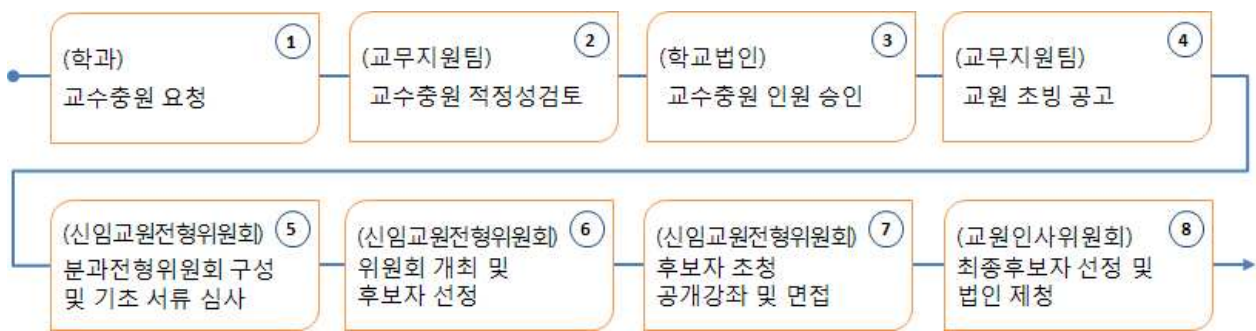 1
(학과)
교수충원 요청
2
(교무지원팀)
교수충원 적정성검토
3
(학교법인)
교수충원 인원 승인
4
(교무지원팀)
교원 초빙 공고
5
(신임교원전형위원회)
분과전형위원회 구성
및 기초 서류 심사
6
(신임교원전형위원회)
위원회 개최 및
후보자 선정
7
(신임교원전형위원회)
후보자 초청
공개강좌 및 면접
8
(교원인사위원회)
최종후보자 선정 및
법인 제청